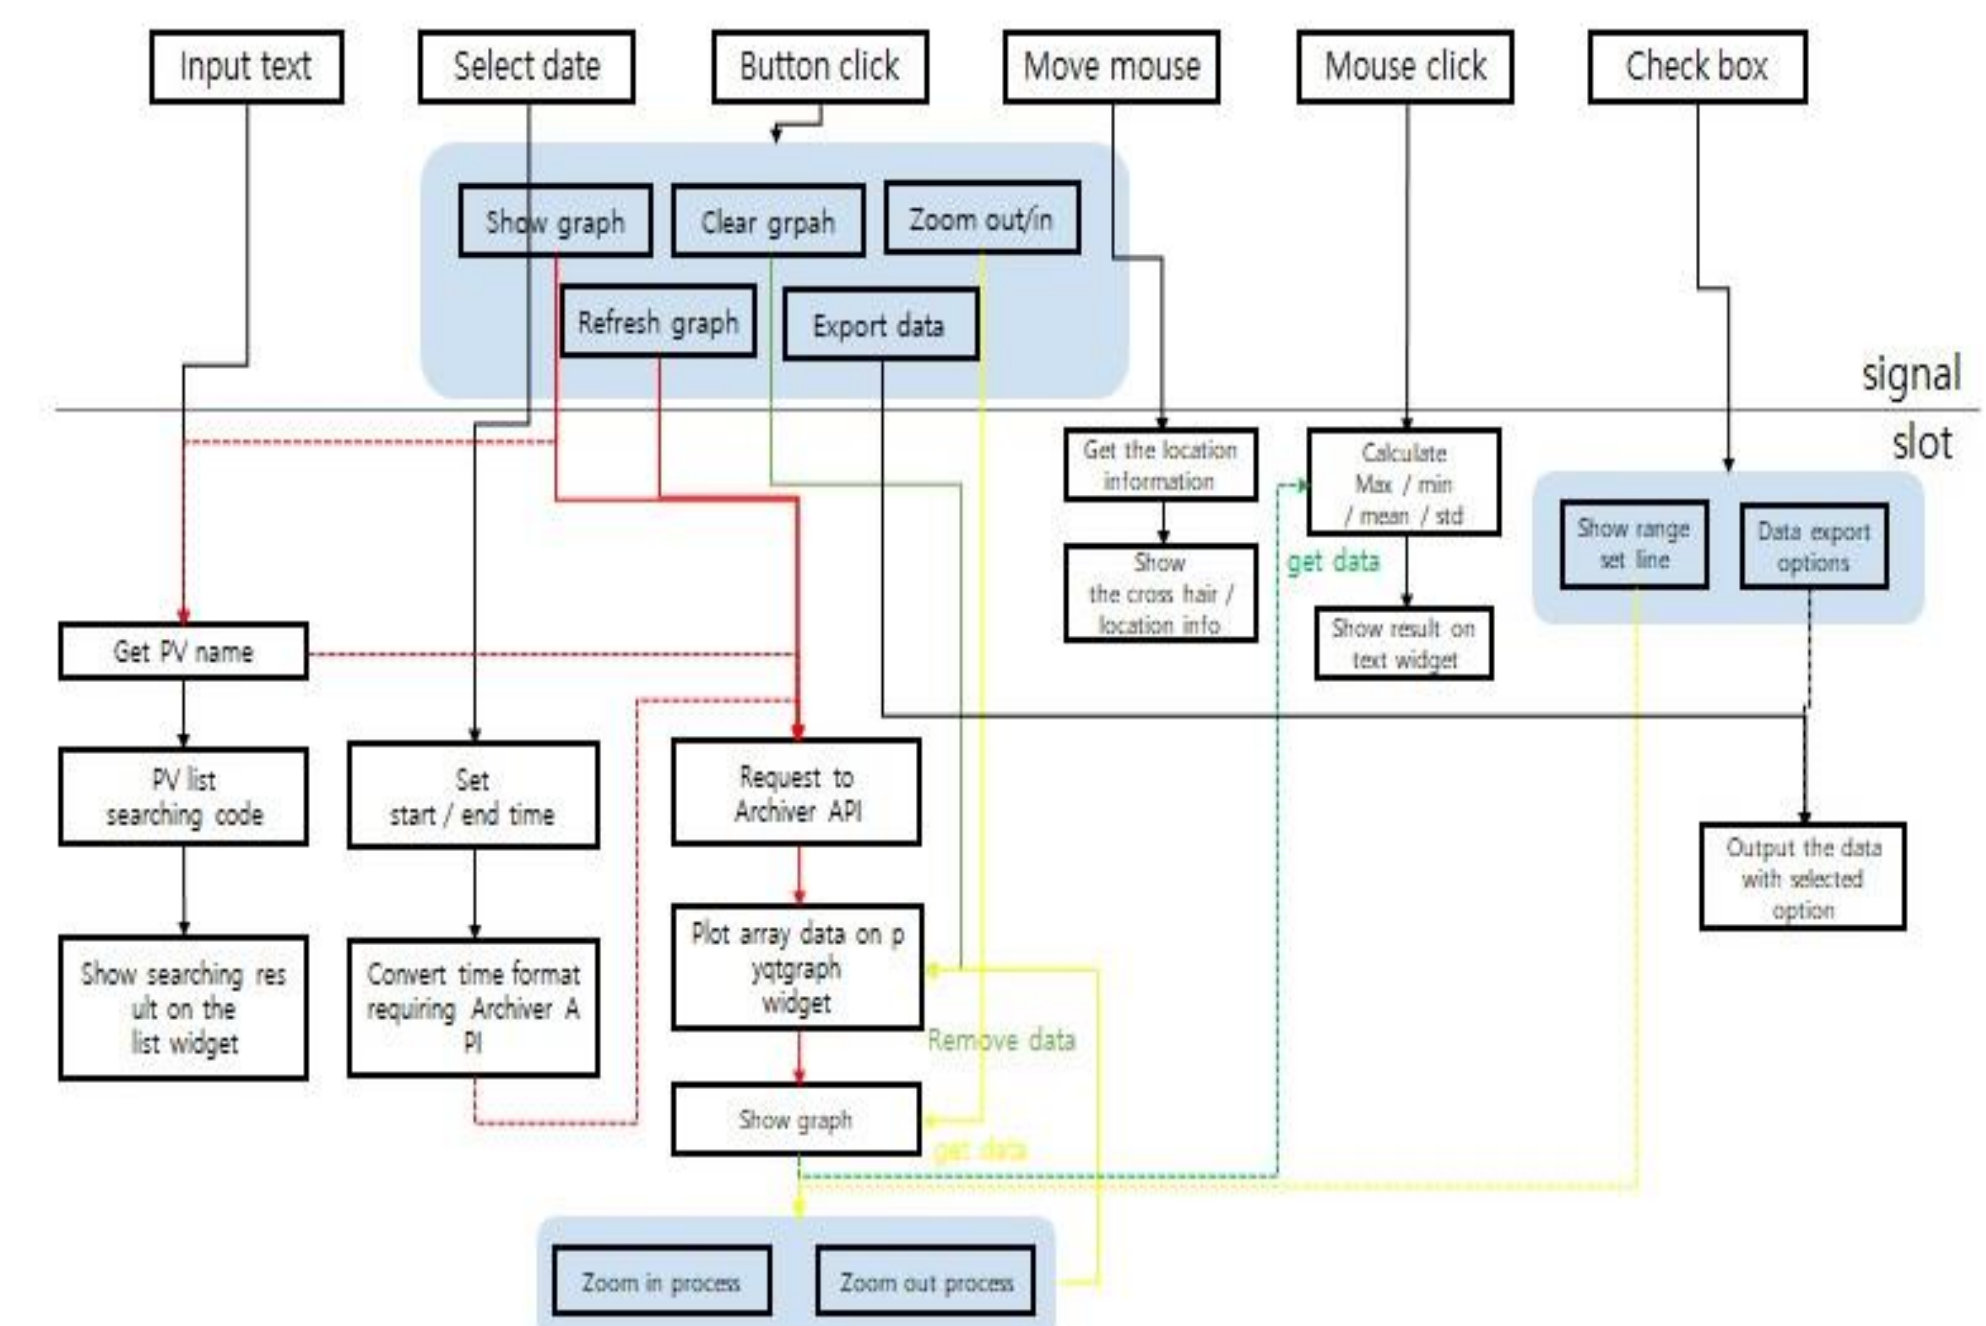 Input text
Select date
Button click
Move mouse
Mouse click
Check box
Show graph
Clear grpah
Zoom out/in
Refresh graph
Export data
signal
slot
Get the location
information
Calculate
Max / min
/ mean / std
Show range
set line
Data export
options
get data
Show
the cross hair /
location info
Show result on
text widget
Get PV name
PV list
searching code
Set
start / end time
Request to
Archiver API
Output the data
with selected
option
Show searching res
ult on the
list widget
Convert time format
requiring Archiver A
PI
Plot array data on p
yqtgraph
widget
Remove data
Show graph
get data
Zoom in process
Zoom out process